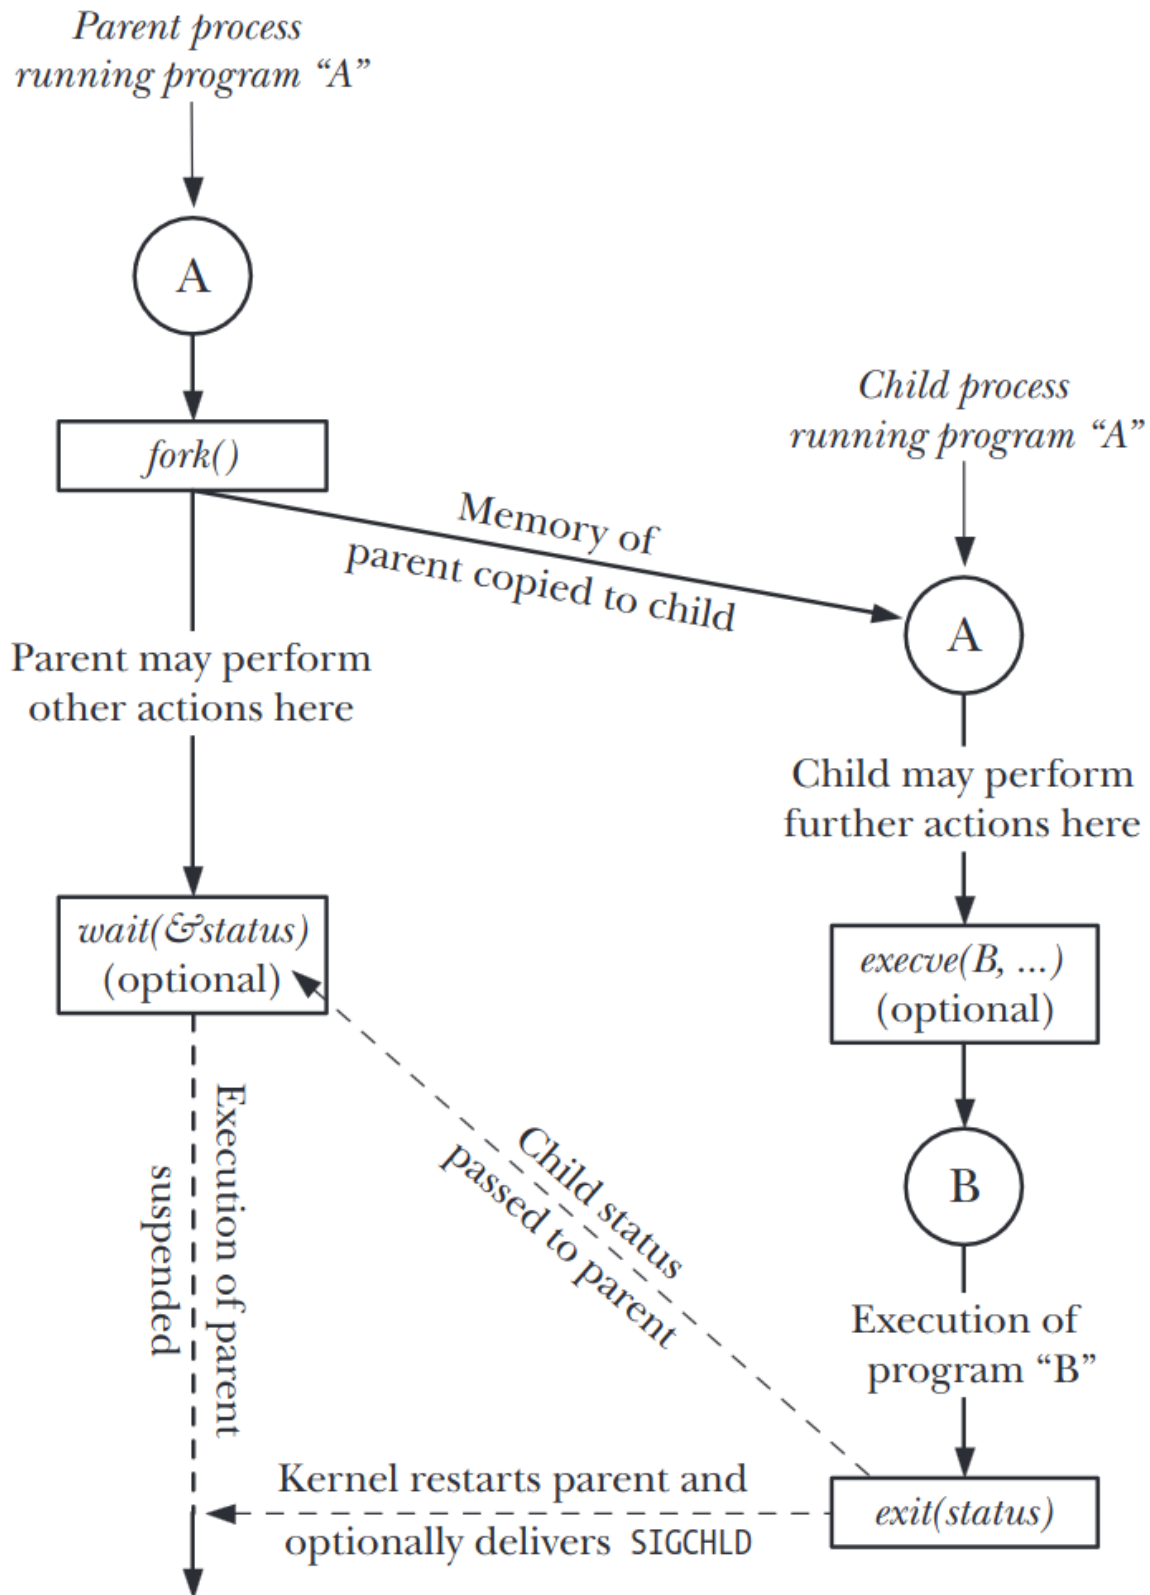 Parent process
running program “A”
A
fork()
Child process
running program “A”
Memory of
parent copied to child
A
Parent may perform
other actions here
Child may perform
further actions here
wait(&status)
(optional)
execve(B, ...)
(optional)
B
Execution of parent
suspended
Child status
passed to parent
Execution of
program “B”
Kernel restarts parent and
optionally delivers SIGCHLD
exit(status)